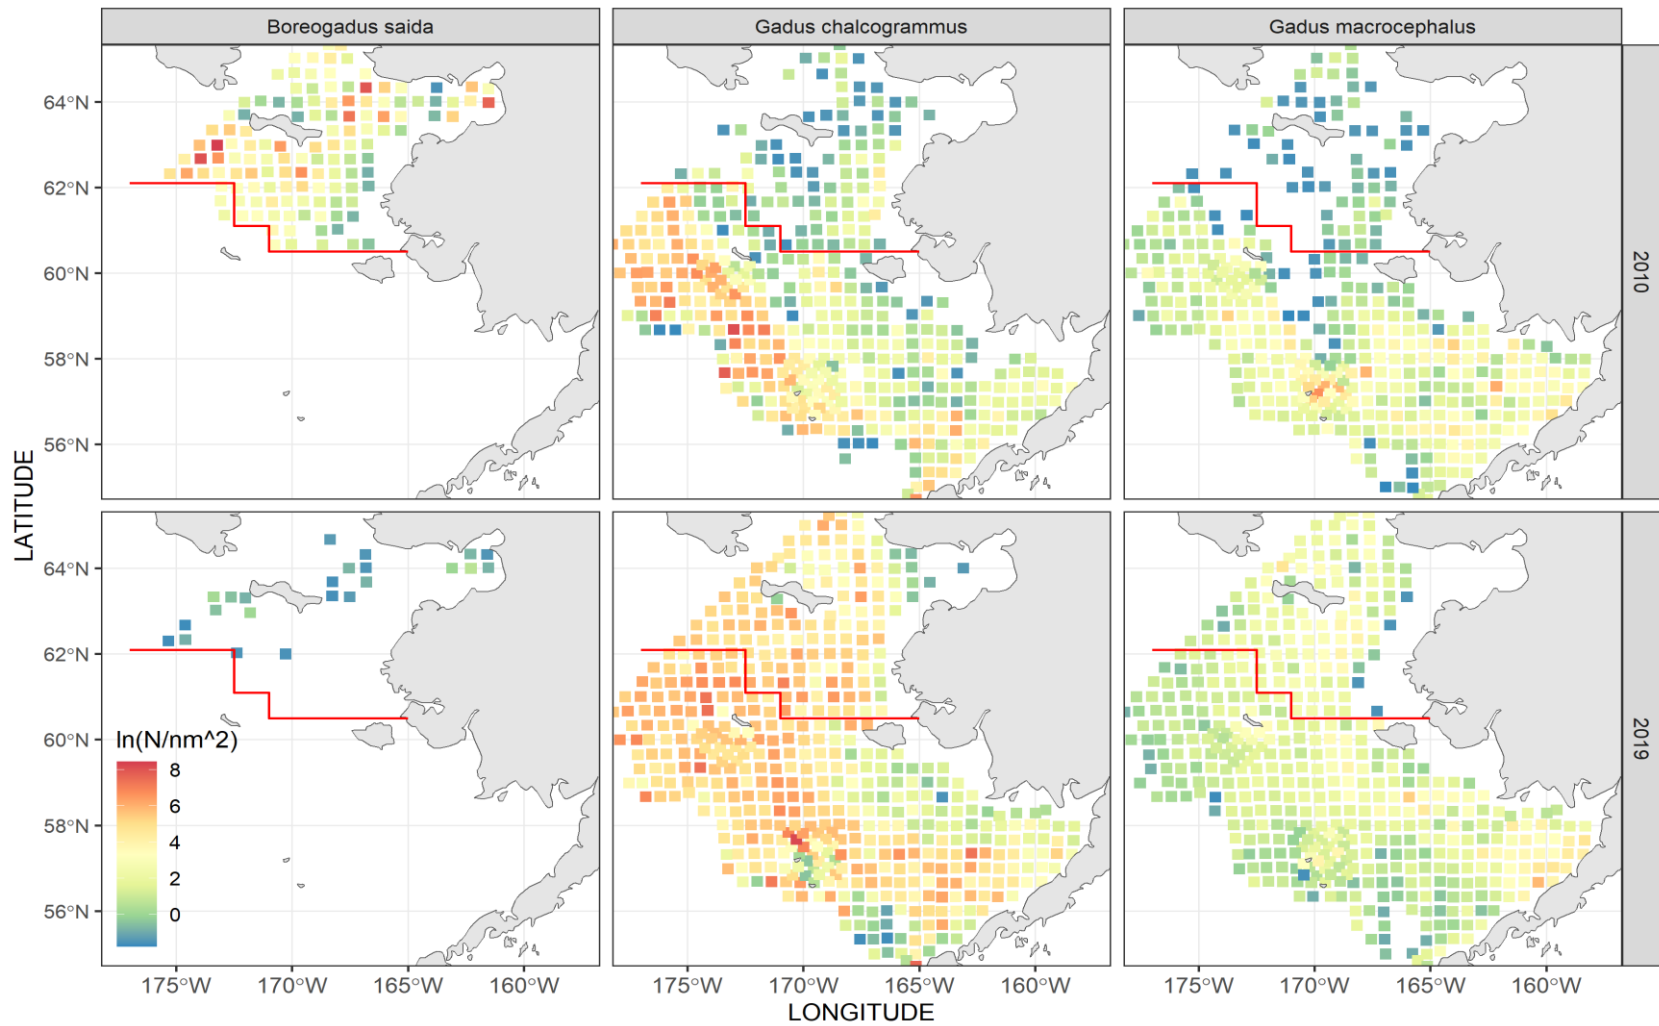 Boreogadus saida
Gadus chalcogrammus
Gadus macrocephalus
64°N
62°N
60°N
58°N
56°N
2010
LATITUDE
64°N
62°N
60°N
58°N
56°N
2019
ln(N/nm^2)
8
6
4
2
0
175°W
170°W
165°W
160°W
175°W
170°W
165°W
160°W
175°W
170°W
165°W
160°W
LONGITUDE